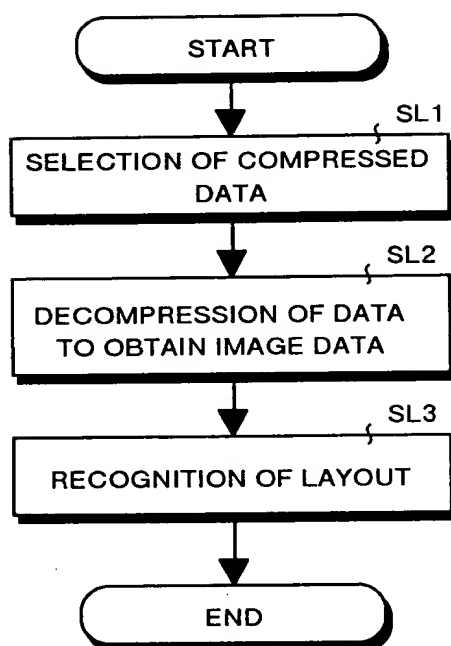 START
SL1
SELECTION OF COMPRESSED
DATA
SL2
DECOMPRESSION OF DATA
TO OBTAIN IMAGE DATA
SL3
RECOGNITION OF LAYOUT
END